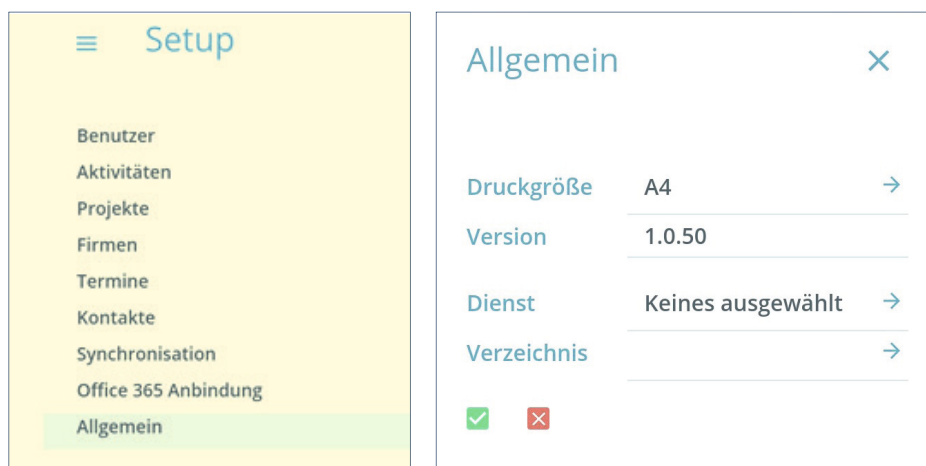 Setup
Benutzer
Aktivitäten
Projekte
Firmen
Termine
Kontakte
Synchronisation
Office 365 Anbindung
Allgemein
Allgemein
Druckgröße A4
Version 1.0.50
Dienst Keines ausgewählt
Verzeichnis